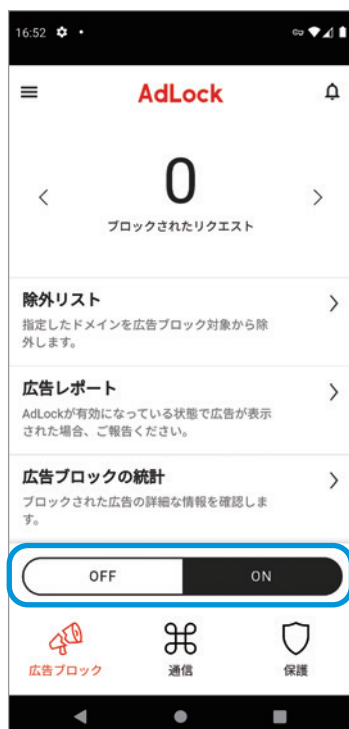 16:52
AdLock
0
ブロックされたリクエスト
除外リスト
指定したドメインを広告ブロック対象から除
外します。
広告レポート
AdLockが有効になっている状態で広告が表示
された場合、ご報告ください。
広告ブロックの統計
ブロックされた広告の詳細な情報を確認しま
す。
OFF ON
広告ブロック 通信 保護